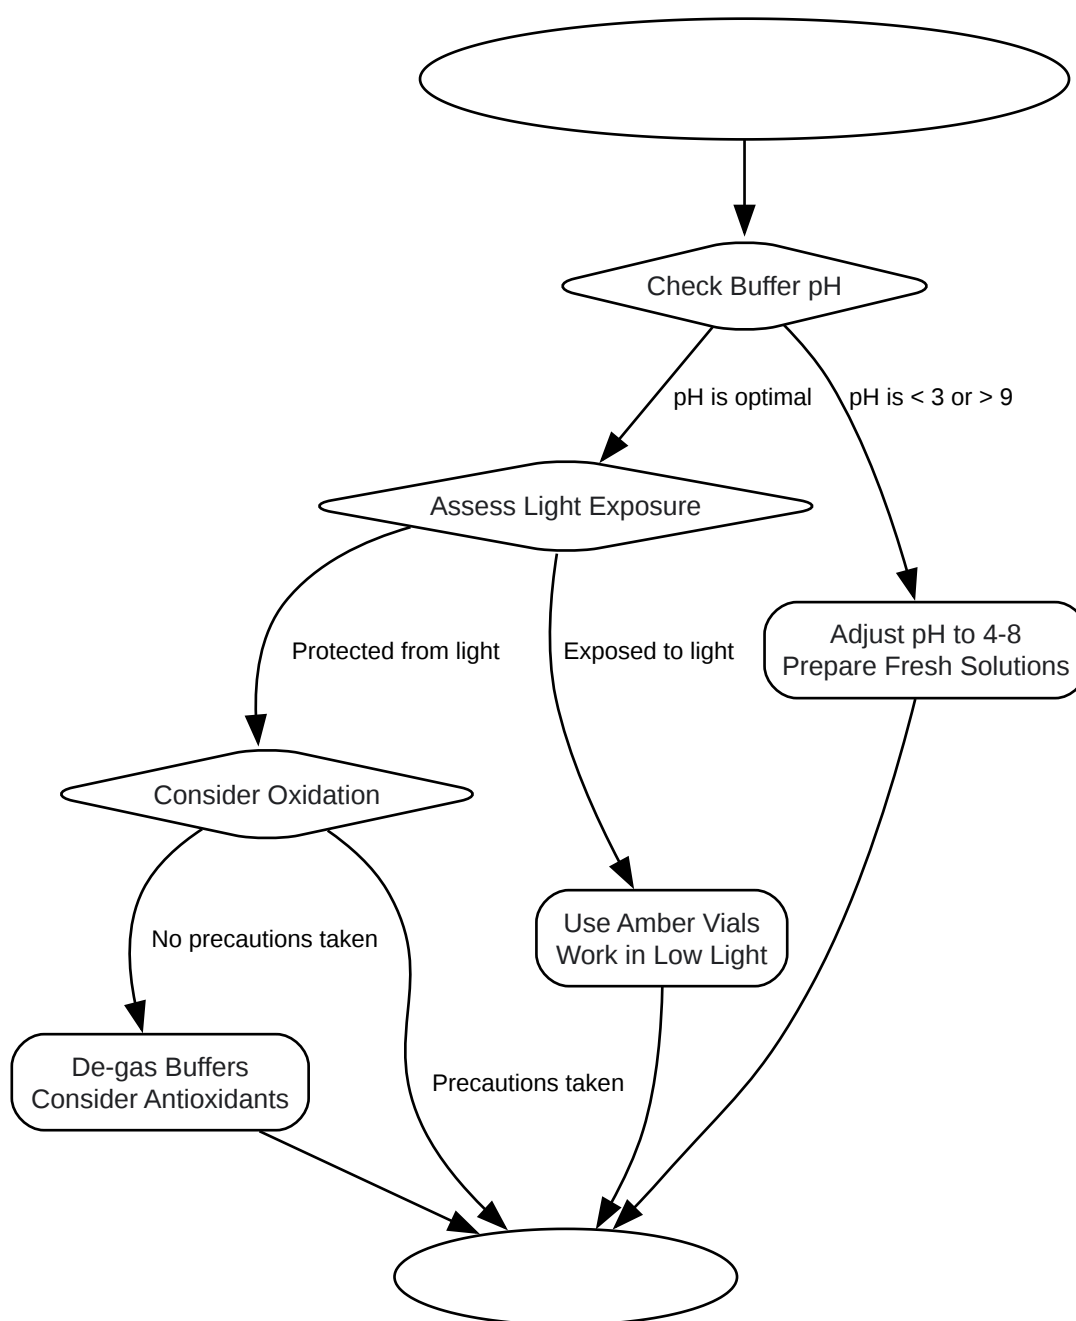 Check Buffer pH
pH is optimal
pH is < 3 or > 9
Assess Light Exposure
Adjust pH to 4-8
Prepare Fresh Solutions
Protected from light
Exposed to light
Consider Oxidation
Use Amber Vials
Work in Low Light
No precautions taken
De-gas Buffers
Consider Antioxidants
Precautions taken